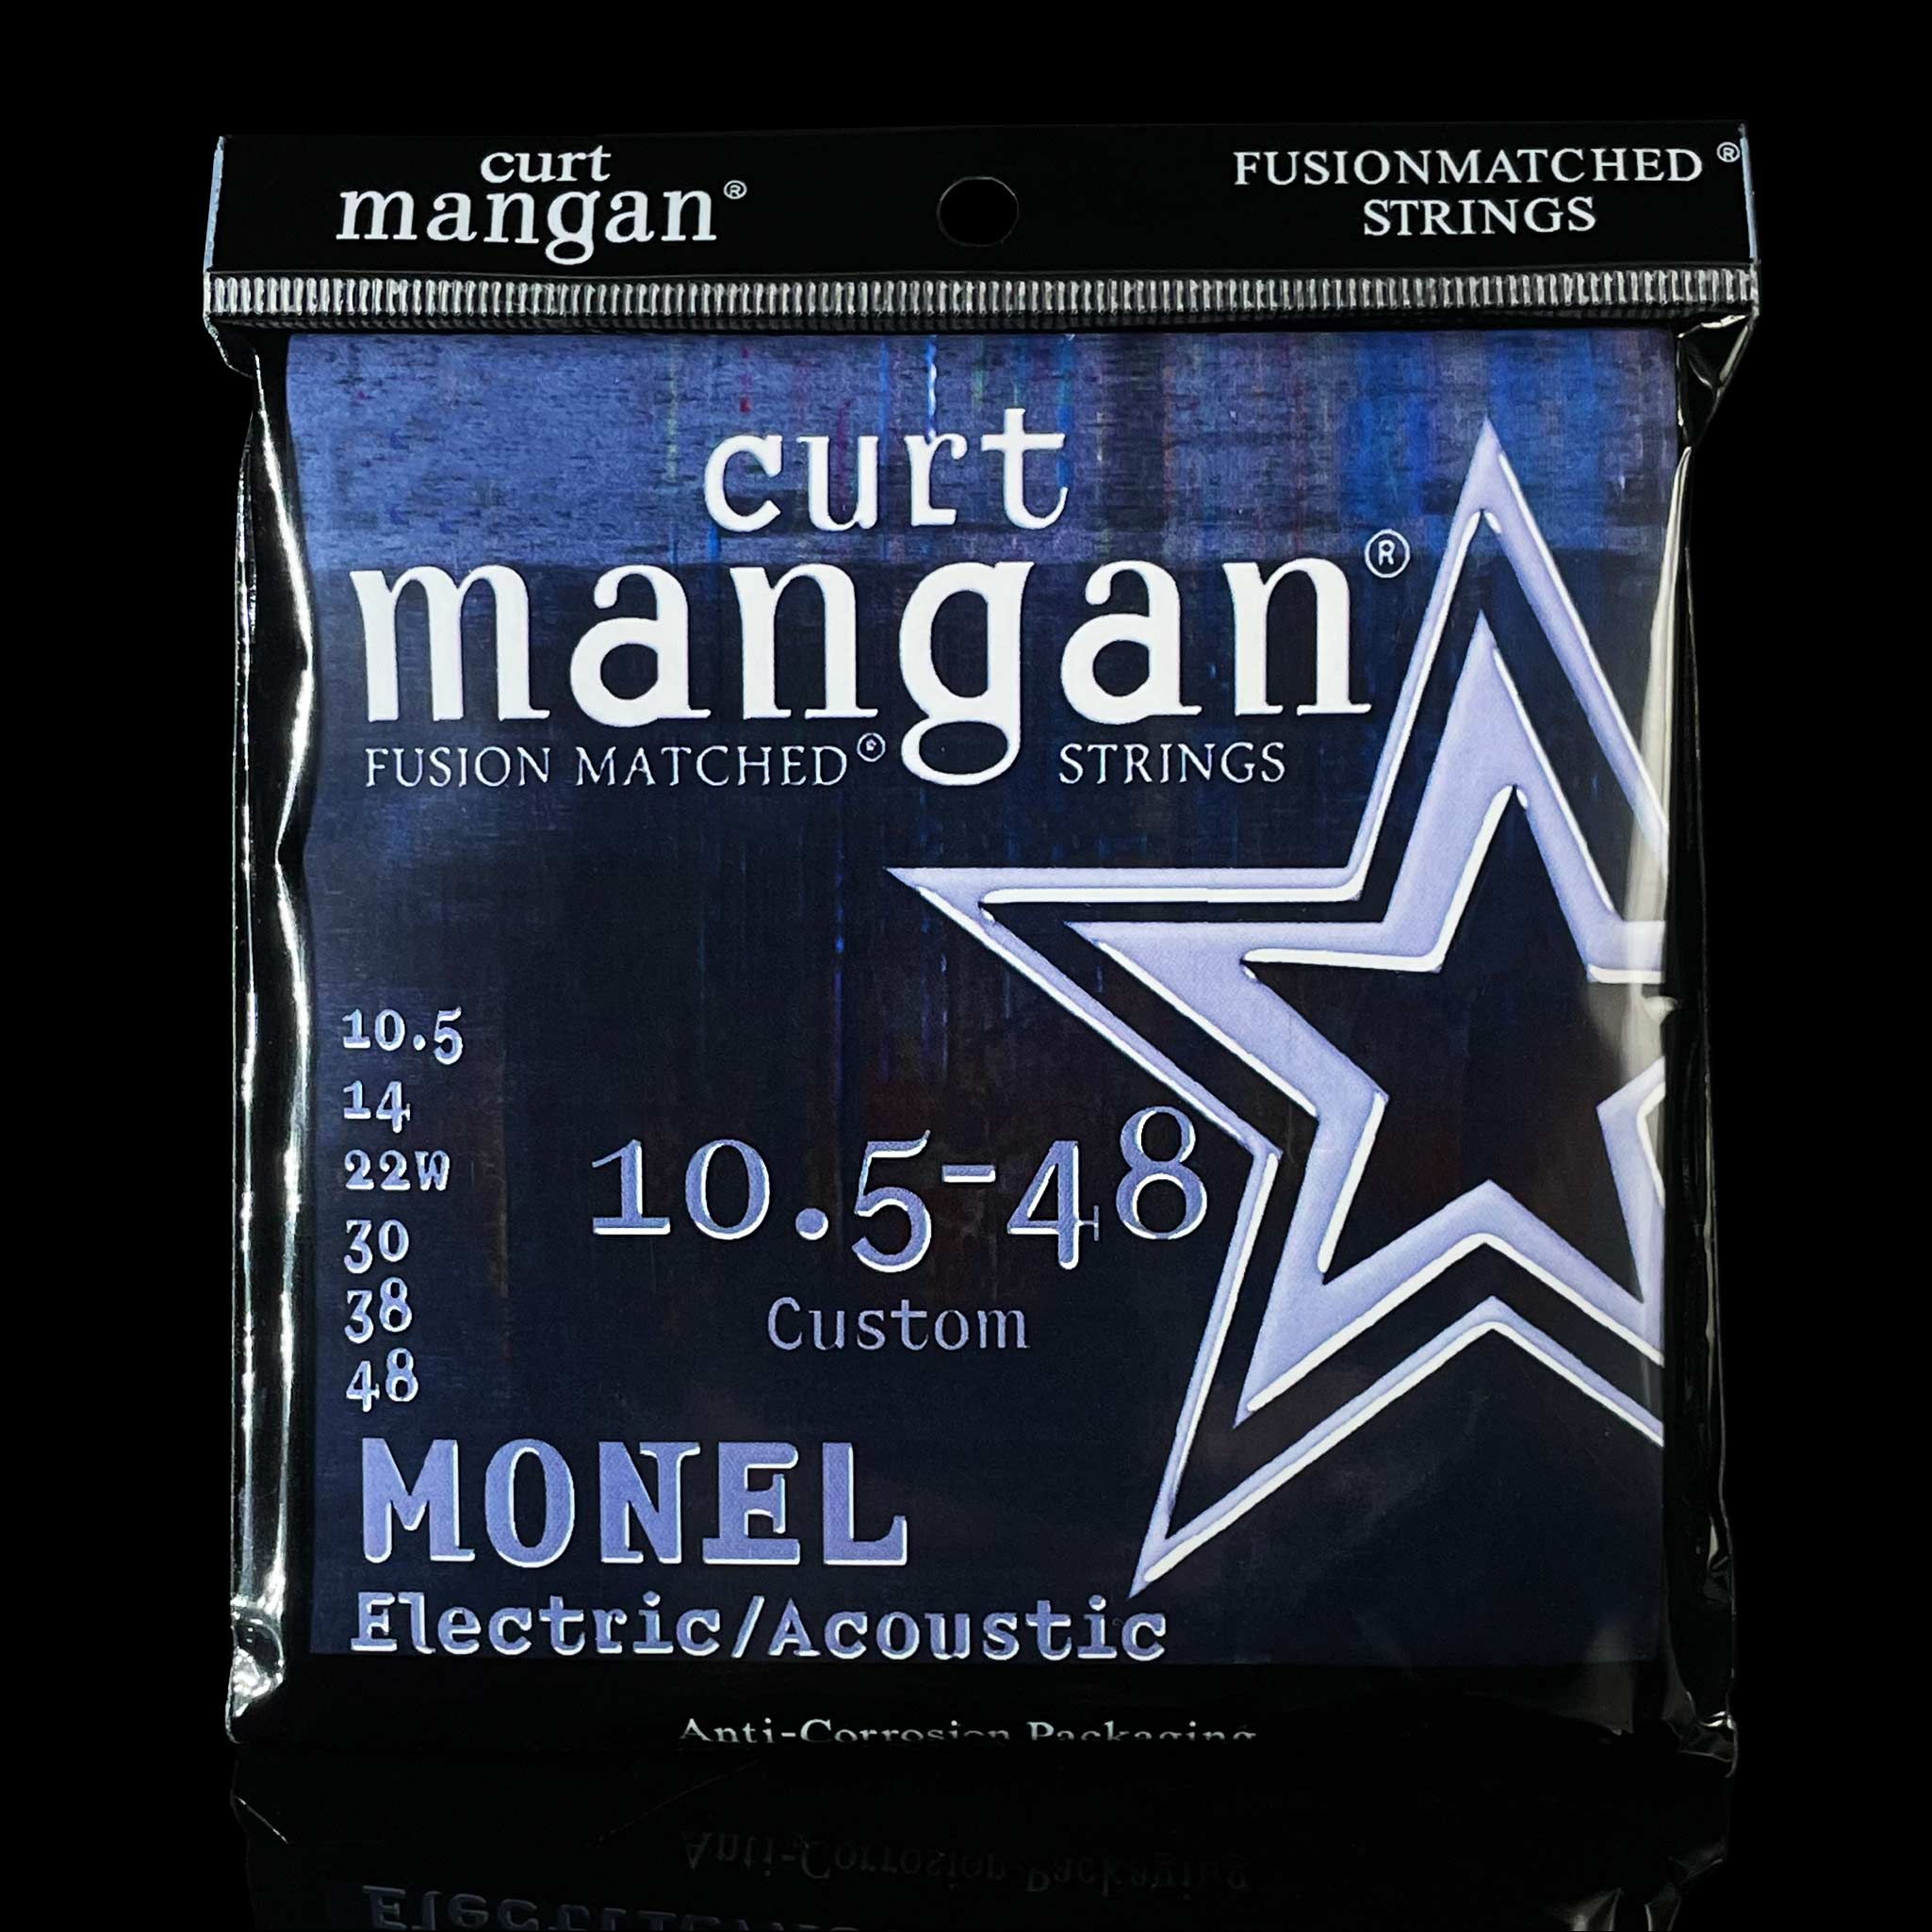 curt
mangan®
FUSIONMATCHED®
STRINGS
curt
mangan®
FUSION MATCHED® STRINGS
10.5
14
22W
30
38
48
10.5-48
Custom
MONEL
Electric/Acoustic
Anti-Corrosion Packaging